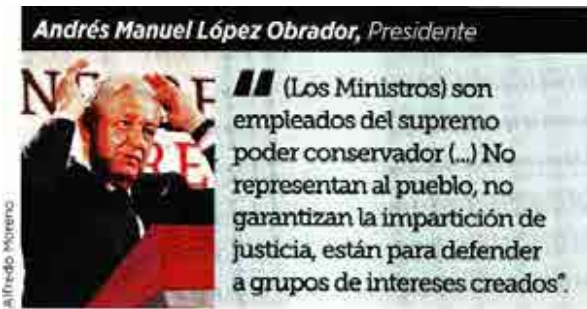 Andrés Manuel López Obrador, Presidente
(Los Ministros) son
empleados del supremo
poder conservador (...) No
representan al pueblo, no
garantizan la impartición de
justicia, están para defender
a grupos de intereses creados".
Alfredo Moreno